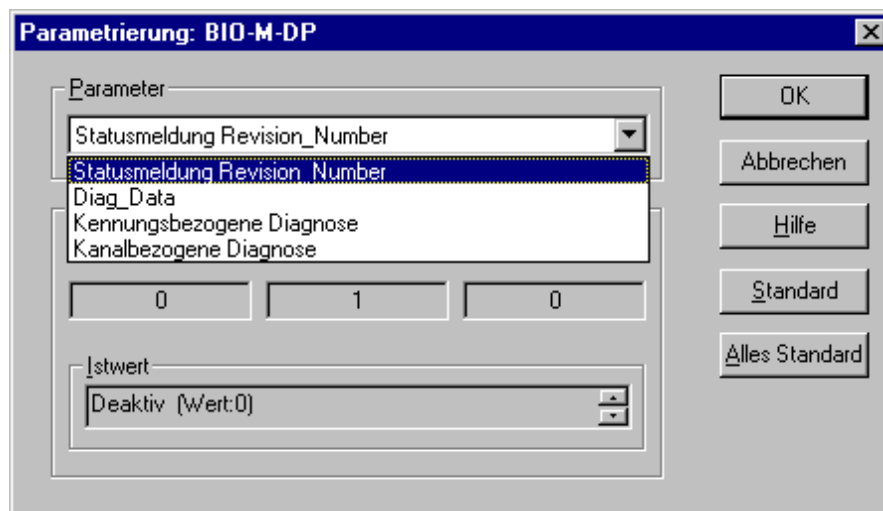 Parametrierung: BIO-M-DP
Parameter
Statusmeldung Revision_Number
Statusmeldung Revision_Number
Diag_Data
Kennungsbezogene Diagnose
Kanalbezogene Diagnose
0 1 0
Istwert
Deaktiv (Wert:0)
OK
Abbrechen
Hilfe
Standard
Alles Standard